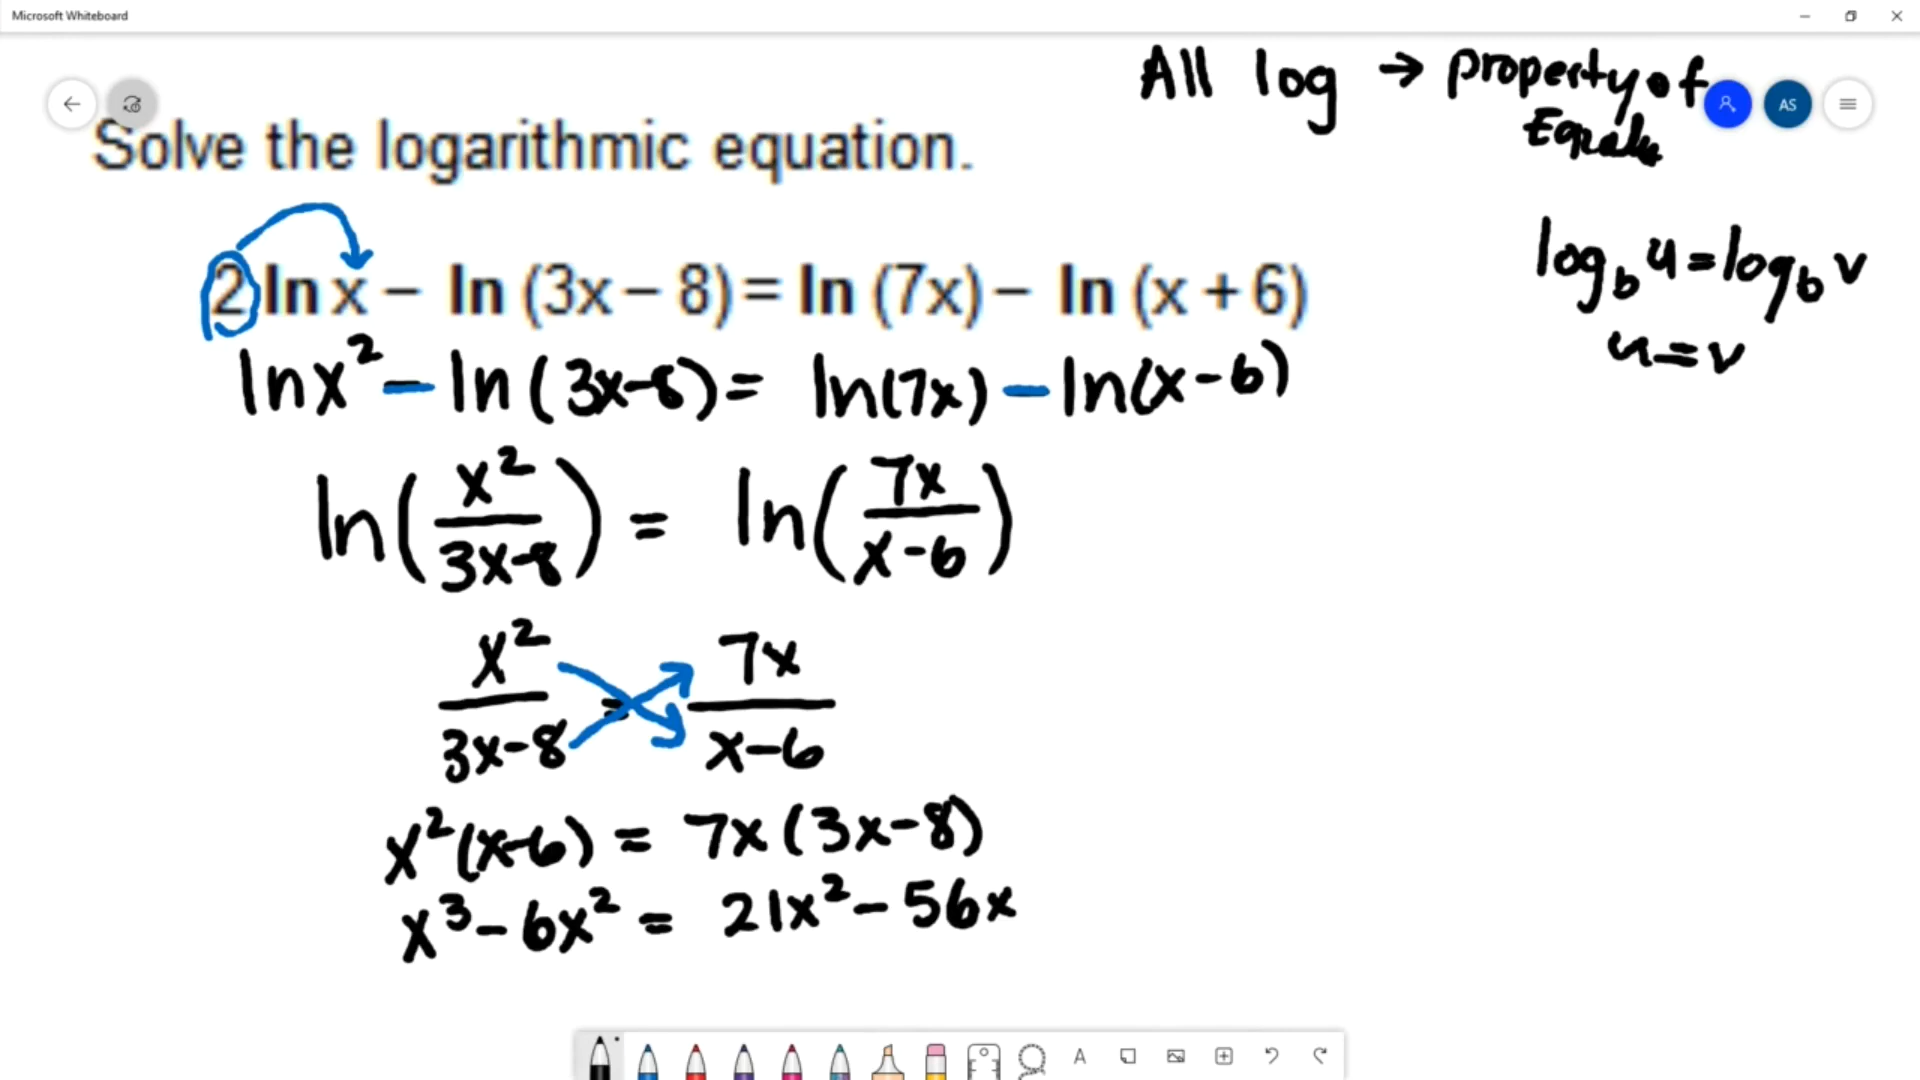 Microsoft Whiteboard
All log → property of
Equals
AS
Solve the logarithmic equation.
2 ln x − ln (3x − 8) = ln (7x) − ln (x + 6)
log_b u = log_b v
u = v
ln x² − ln(3x−8) = ln(7x) − ln(x−6)
ln(x²/(3x−8)) = ln(7x/(x−6))
x²/(3x−8) = 7x/(x−6)
x²(x−6) = 7x(3x−8)
x³ − 6x² = 21x² − 56x
A